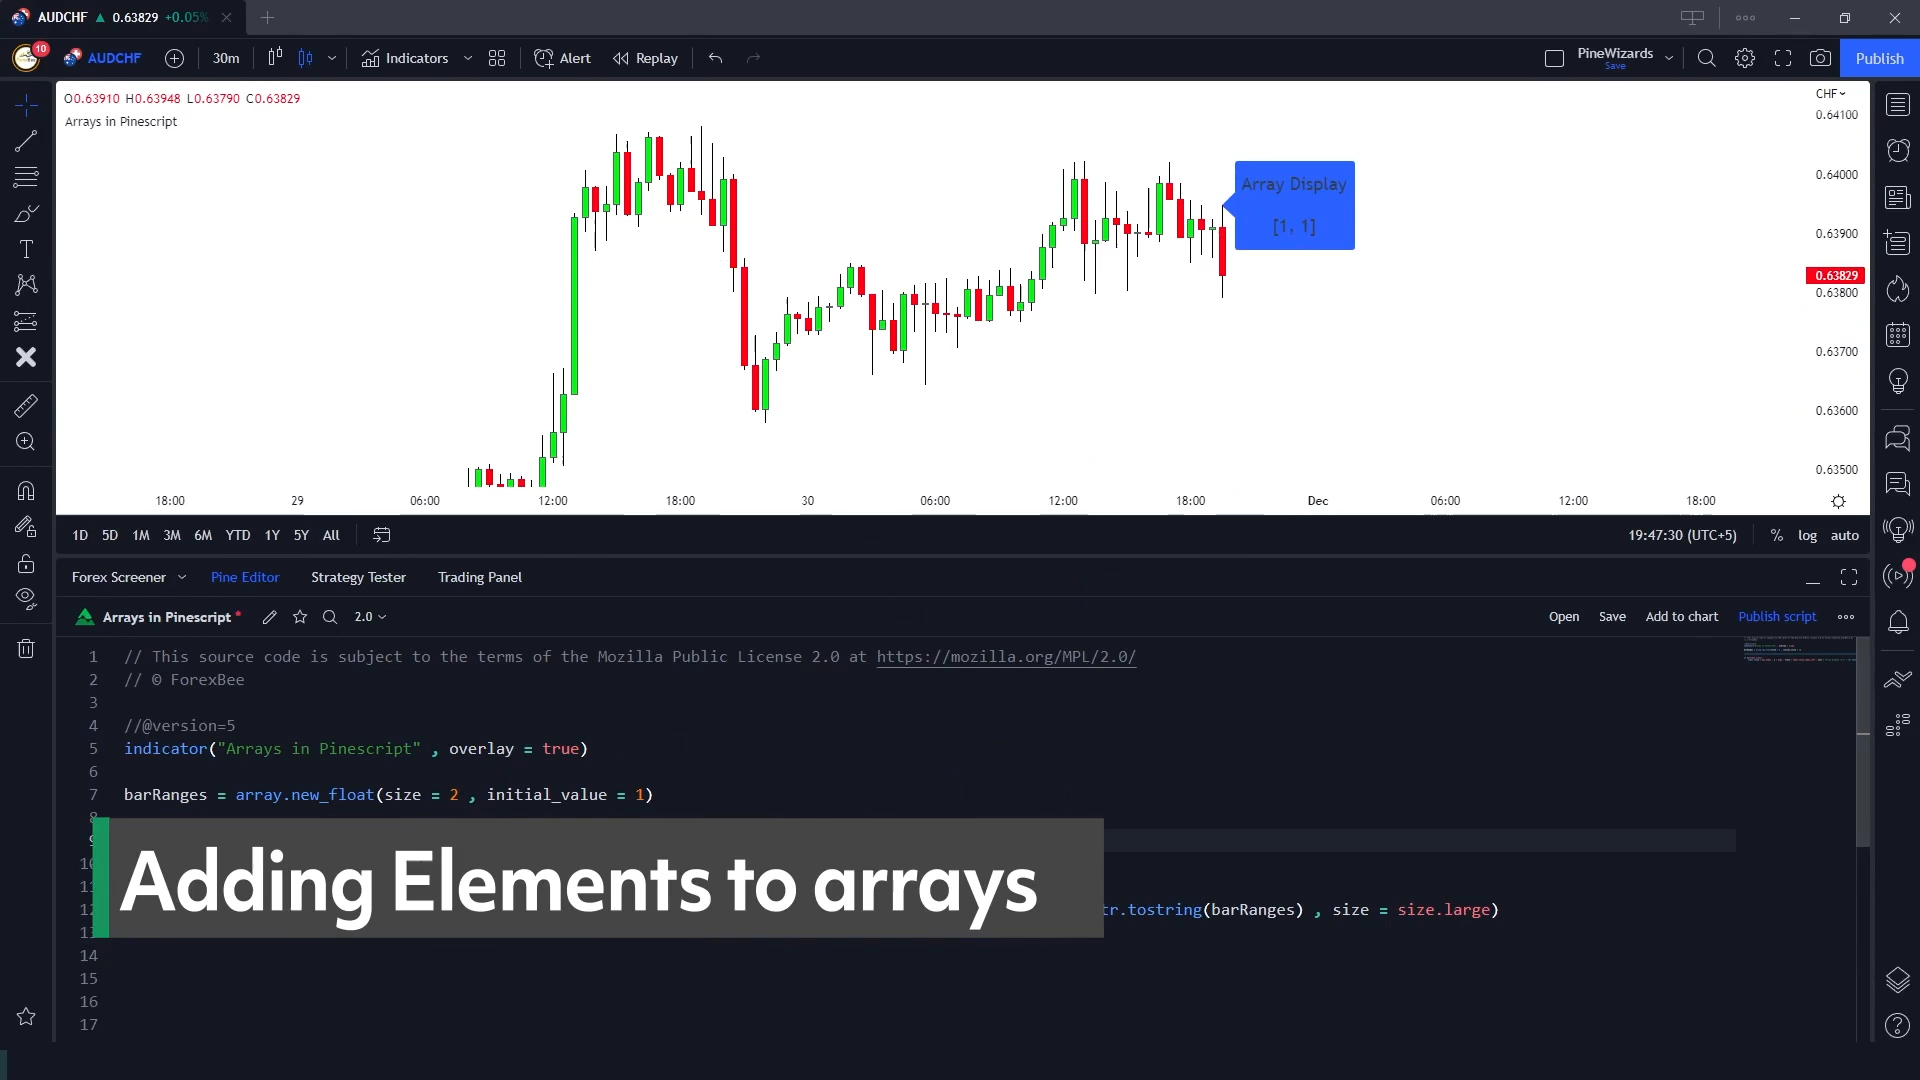 AUDCHF ▲ 0.63829 +0.05%
10
AUDCHF
30m
Indicators
Alert
Replay
PineWizards
Save
Publish
O0.63910 H0.63948 L0.63790 C0.63829
Arrays in Pinescript
CHF
0.64100
0.64000
0.63900
0.63829
0.63800
0.63700
0.63600
0.63500
Array Display
[1, 1]
18:00 29 06:00 12:00 18:00 30 06:00 12:00 18:00 Dec 06:00 12:00 18:00
1D 5D 1M 3M 6M YTD 1Y 5Y All
19:47:30 (UTC+5) % log auto
Forex Screener Pine Editor Strategy Tester Trading Panel
Arrays in Pinescript * 2.0
Open Save Add to chart Publish script
1 // This source code is subject to the terms of the Mozilla Public License 2.0 at https://mozilla.org/MPL/2.0/
2 // © ForexBee
3
4 //@version=5
5 indicator("Arrays in Pinescript" , overlay = true)
6
7 barRanges = array.new_float(size = 2 , initial_value = 1)
Adding Elements to arrays
tr.tostring(barRanges) , size = size.large)
14
15
16
17